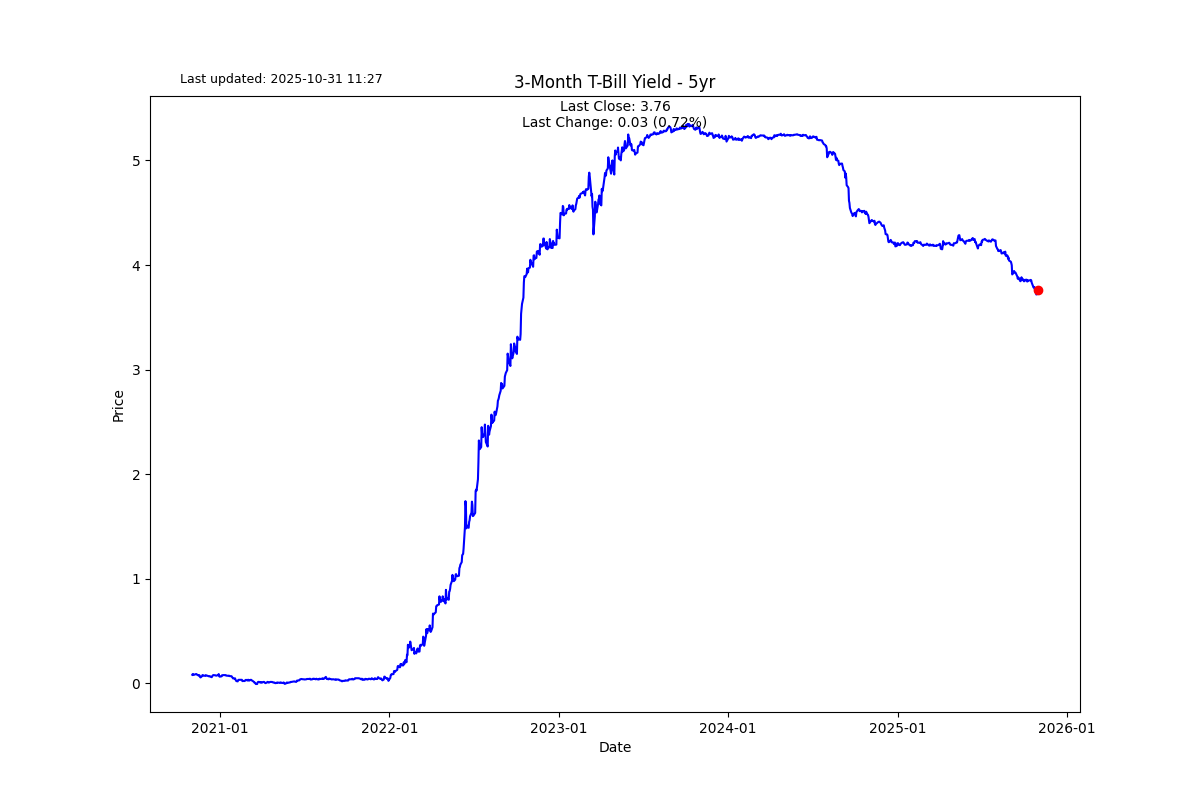 Last updated: 2025-10-31 11:27
3-Month T-Bill Yield - 5yr
Last Close: 3.76
Last Change: 0.03 (0.72%)
Price
5
4
3
2
1
0
2021-01
2022-01
2023-01
2024-01
2025-01
2026-01
Date